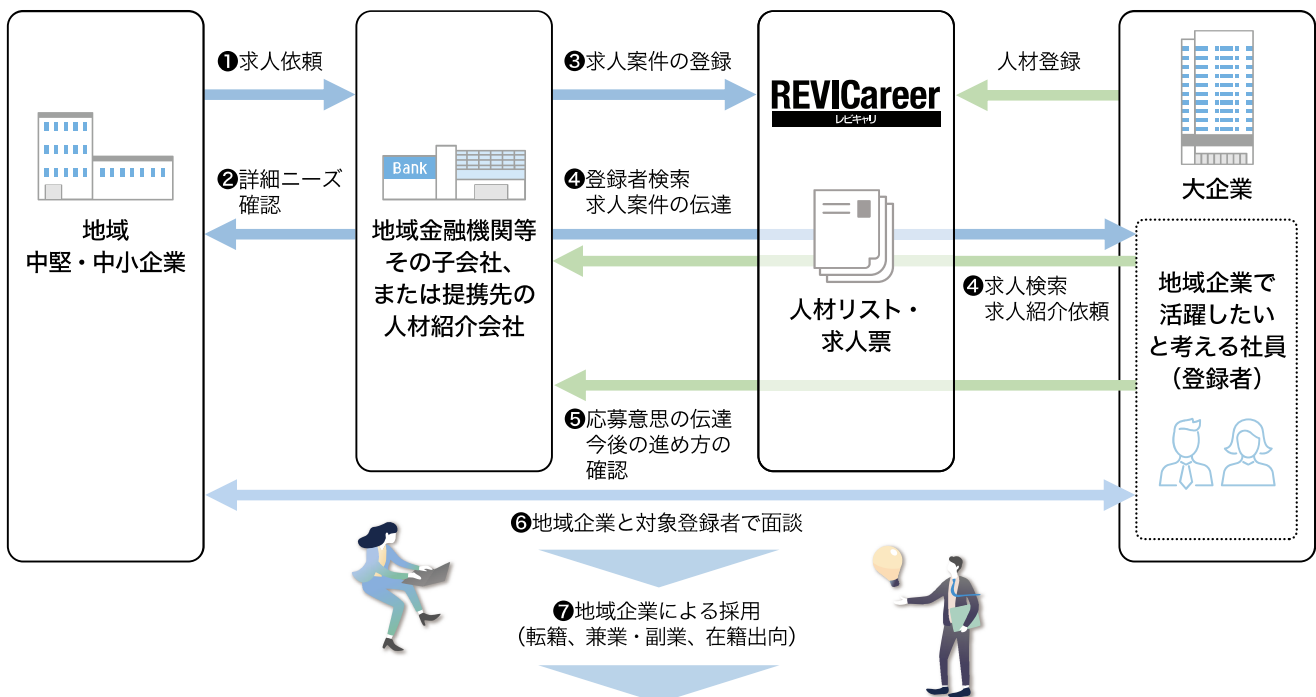 ❶求人依頼
❷詳細ニーズ
確認
地域
中堅・中小企業
Bank
地域金融機関等
その子会社、
または提携先の
人材紹介会社
❸求人案件の登録
❹登録者検索
求人案件の伝達
REVICareer
レビキャリ
人材リスト・
求人票
人材登録
大企業
❹求人検索
求人紹介依頼
地域企業で
活躍したい
と考える社員
（登録者）
❺応募意思の伝達
今後の進め方の
確認
❻地域企業と対象登録者で面談
❼地域企業による採用
（転籍、兼業・副業、在籍出向）